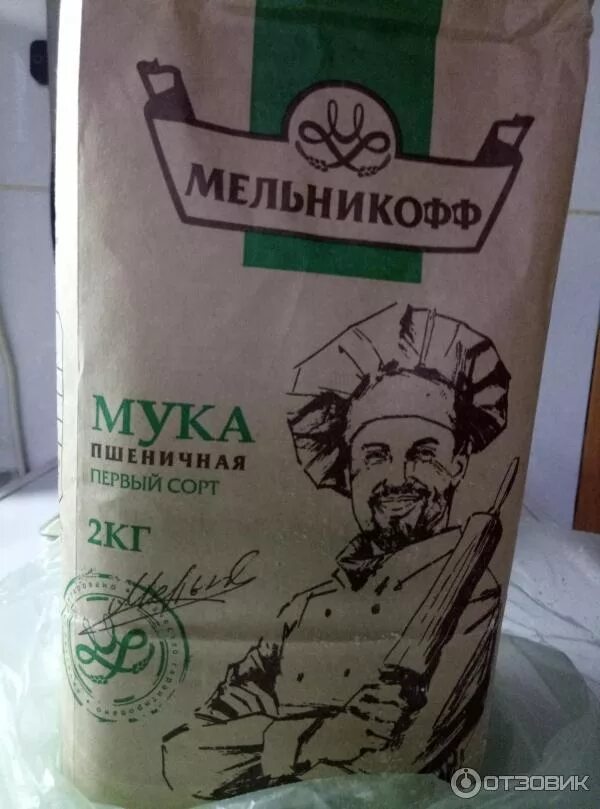 МЕЛЬНИКОФФ
МУКА
ПШЕНИЧНАЯ
ПЕРВЫЙ СОРТ
2КГ
ОТЗОВИК